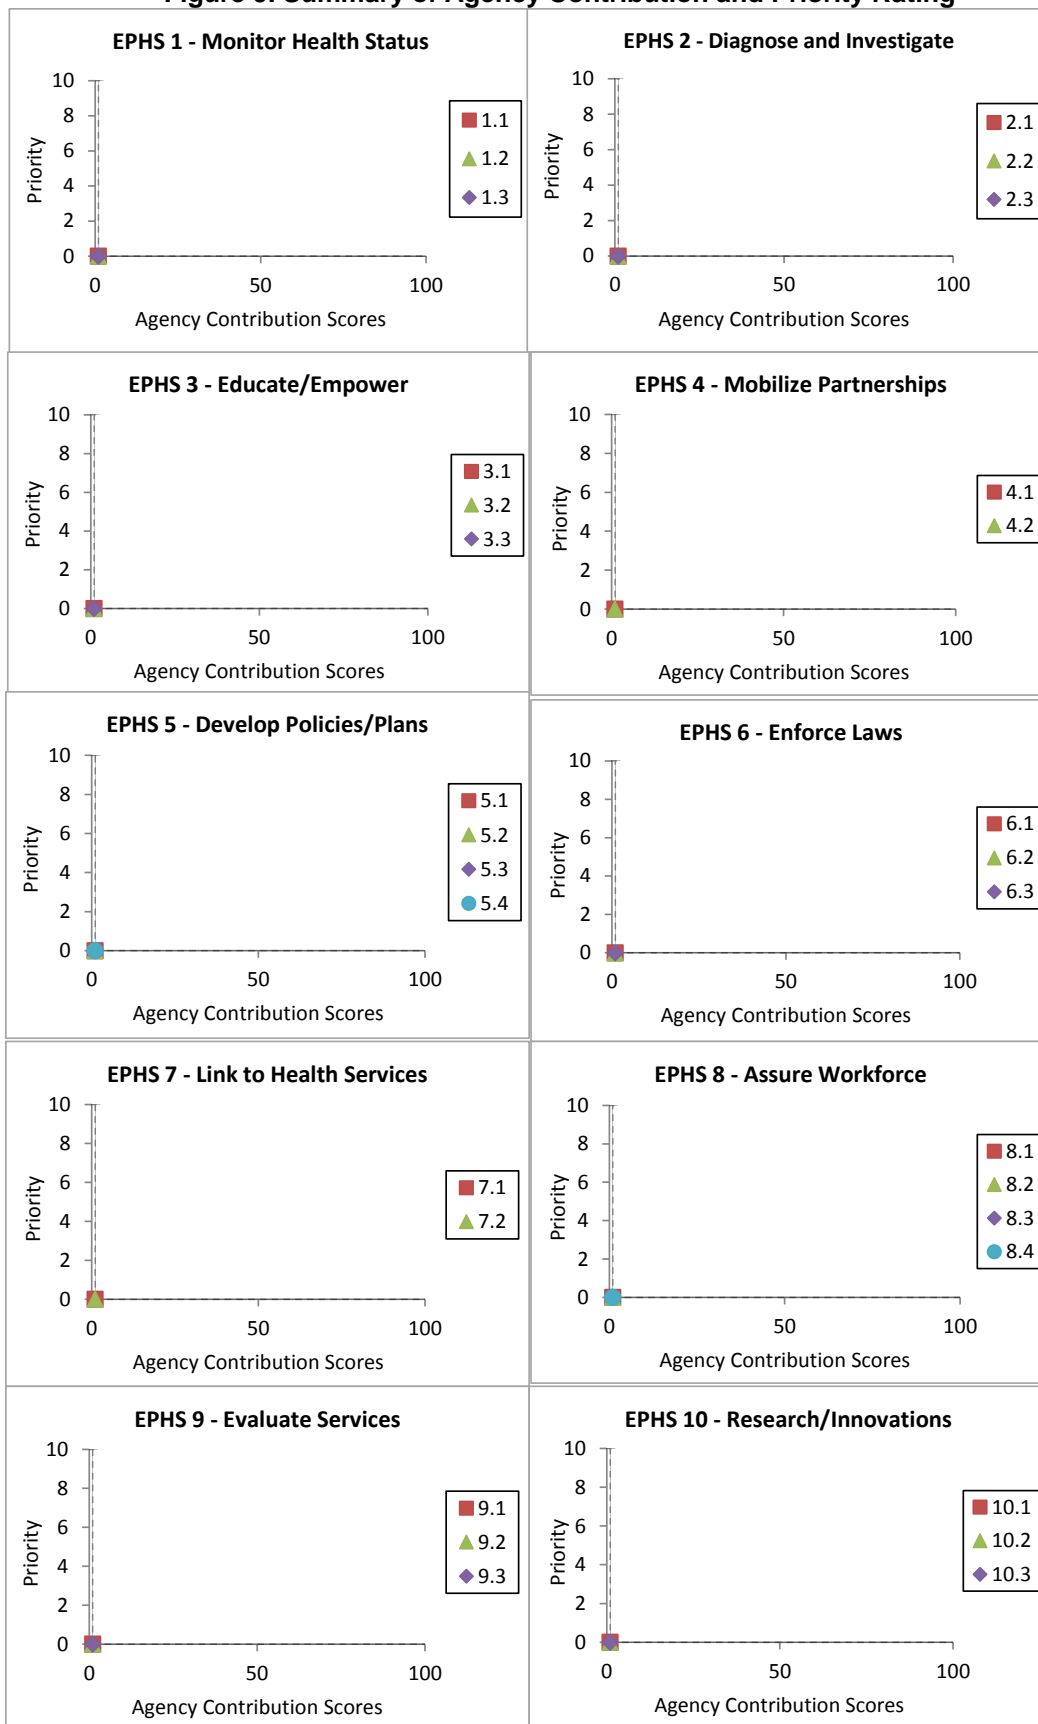 Figure Summary of Agency Contribution and Priority Rating
EPHS 1 - Monitor Health Status
Priority
10
8
6
4
2
0
0 50 100
Agency Contribution Scores
1.1
1.2
1.3
EPHS 2 - Diagnose and Investigate
Priority
10
8
6
4
2
0
0 50 100
Agency Contribution Scores
2.1
2.2
2.3
EPHS 3 - Educate/Empower
Priority
10
8
6
4
2
0
0 50 100
Agency Contribution Scores
3.1
3.2
3.3
EPHS 4 - Mobilize Partnerships
Priority
10
8
6
4
2
0
0 50 100
Agency Contribution Scores
4.1
4.2
EPHS 5 - Develop Policies/Plans
Priority
10
8
6
4
2
0
0 50 100
Agency Contribution Scores
5.1
5.2
5.3
5.4
EPHS 6 - Enforce Laws
Priority
10
8
6
4
2
0
0 50 100
Agency Contribution Scores
6.1
6.2
6.3
EPHS 7 - Link to Health Services
Priority
10
8
6
4
2
0
0 50 100
Agency Contribution Scores
7.1
7.2
EPHS 8 - Assure Workforce
Priority
10
8
6
4
2
0
0 50 100
Agency Contribution Scores
8.1
8.2
8.3
8.4
EPHS 9 - Evaluate Services
Priority
10
8
6
4
2
0
0 50 100
Agency Contribution Scores
9.1
9.2
9.3
EPHS 10 - Research/Innovations
Priority
10
8
6
4
2
0
0 50 100
Agency Contribution Scores
10.1
10.2
10.3